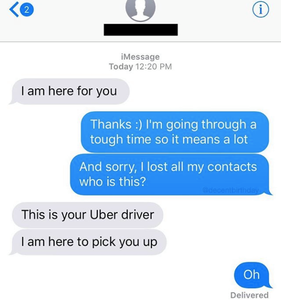 2
iMessage
Today 12:20 PM
I am here for you
Thanks :) I'm going through a
tough time so it means a lot
And sorry, I lost all my contacts
who is this?
This is your Uber driver
I am here to pick you up
Oh
Delivered